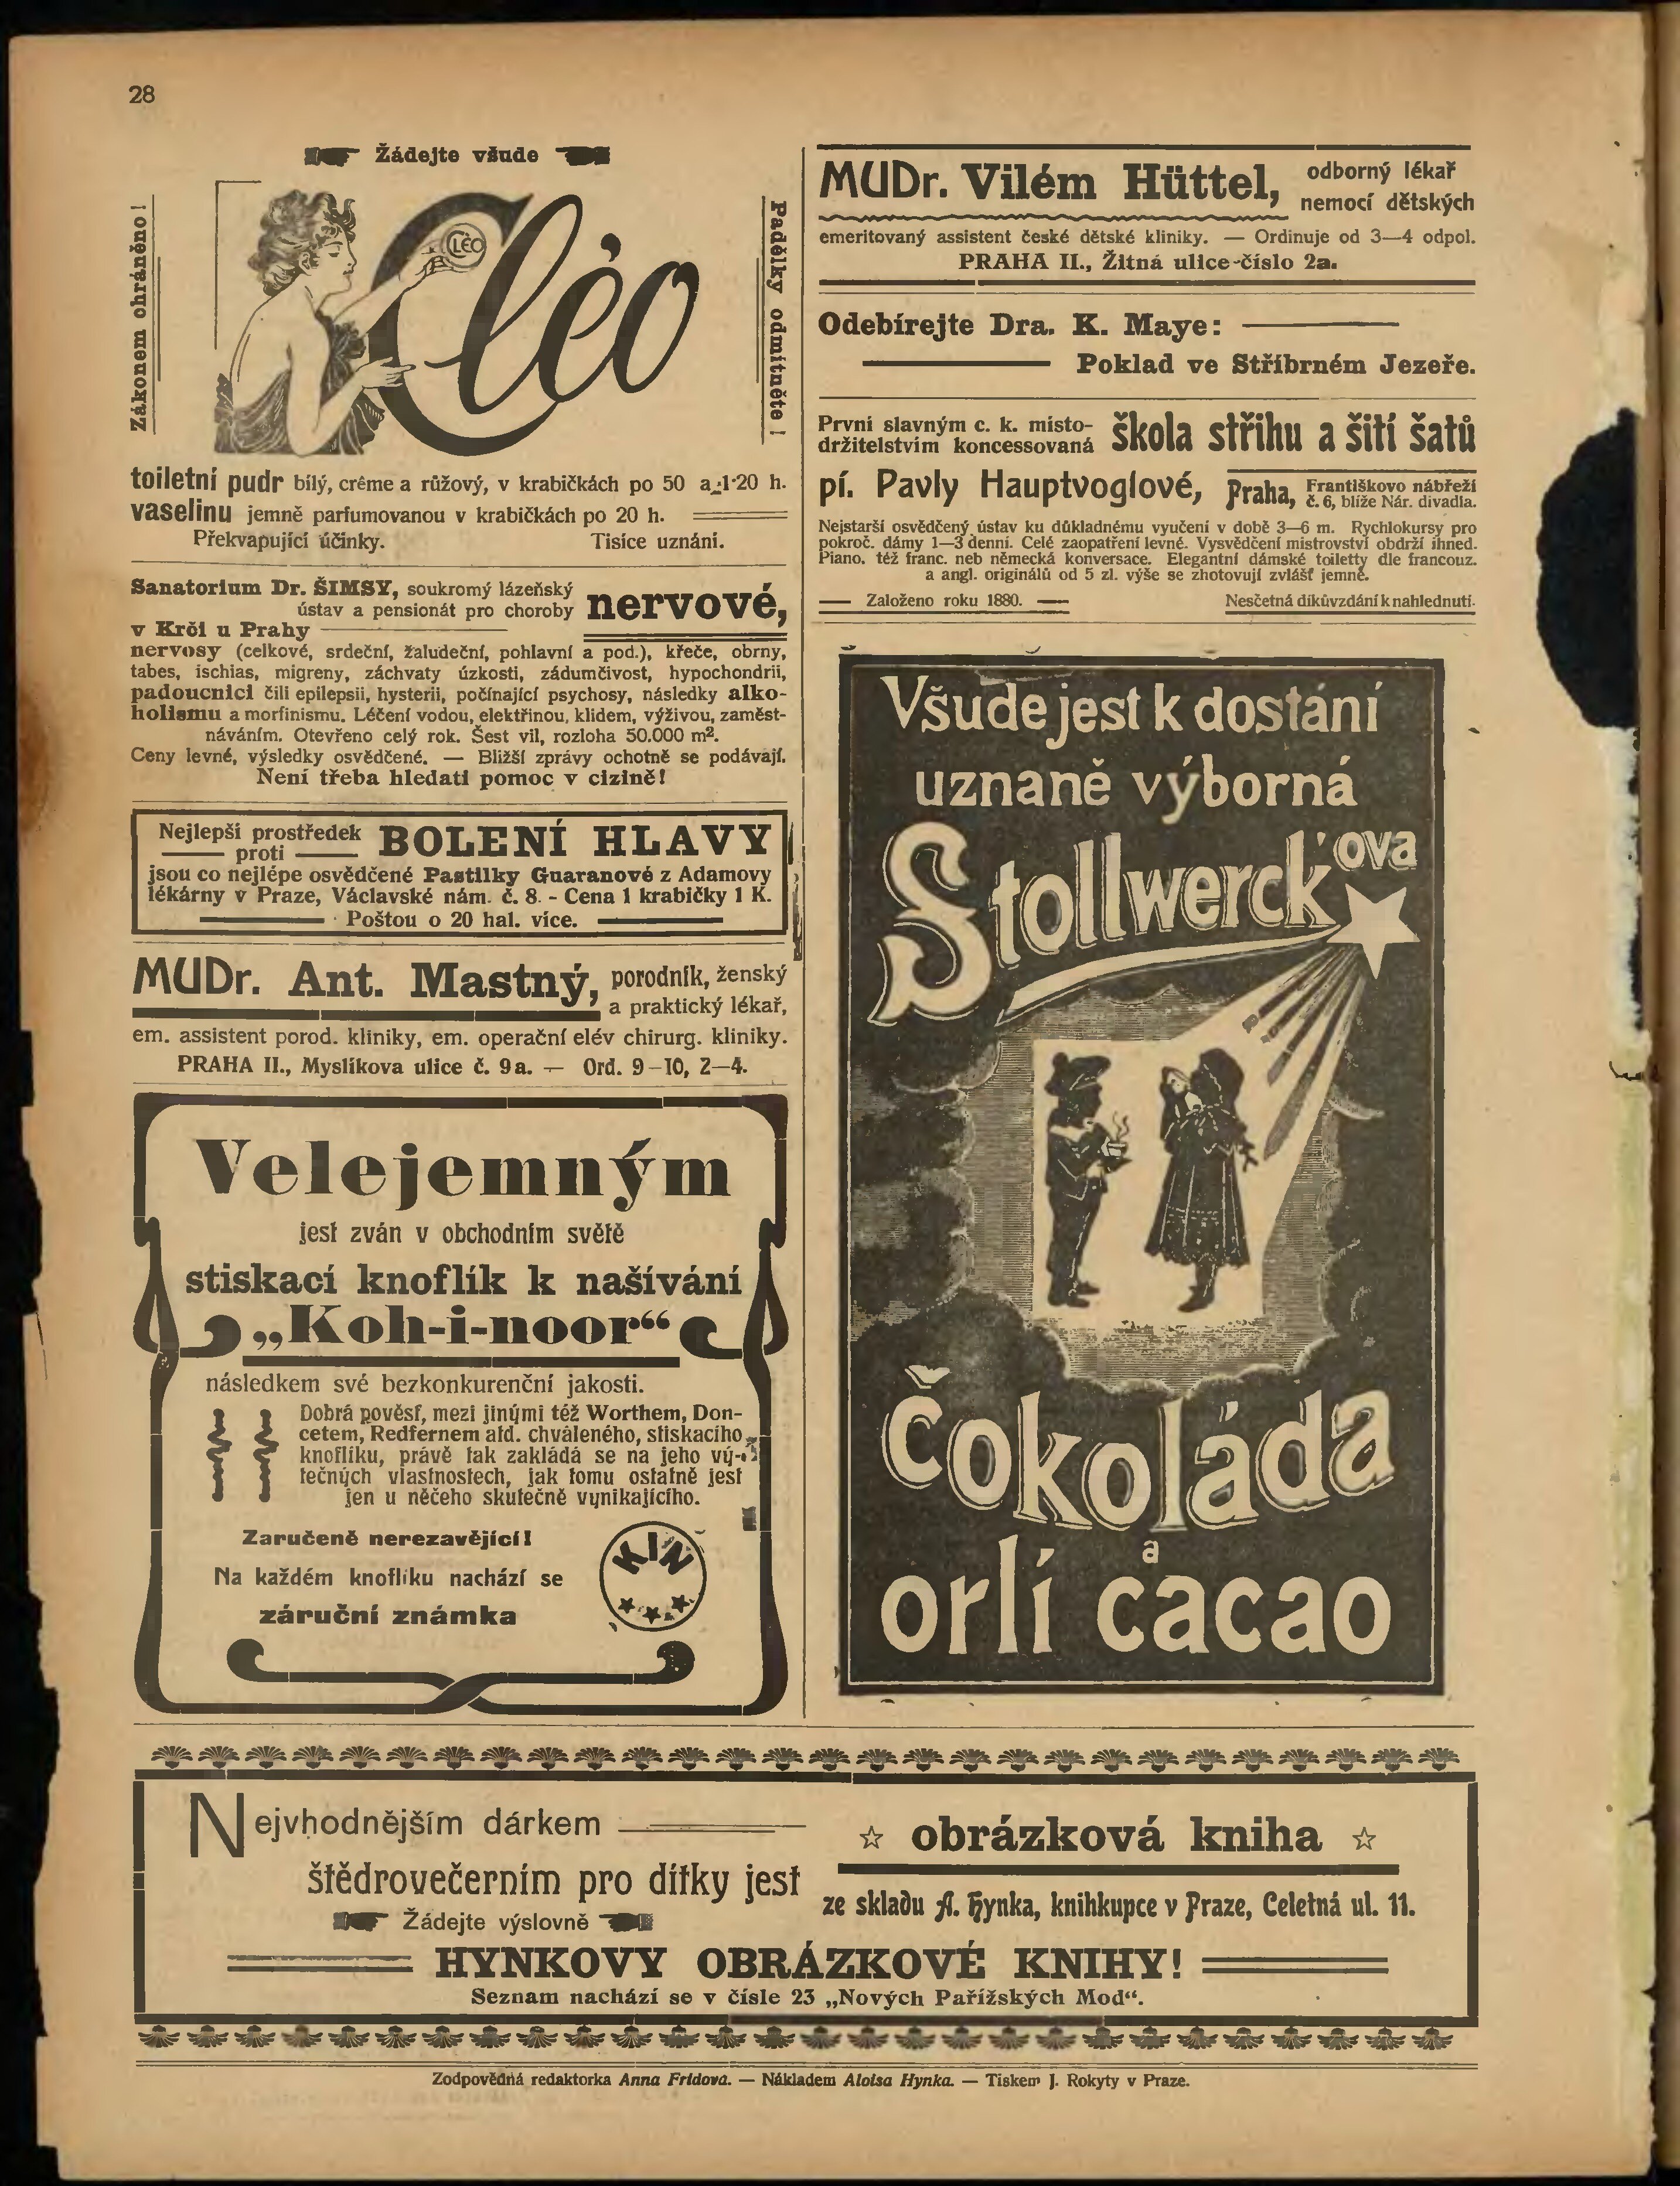 28
Žádejte všude
Zákonem ohráněno!
Cléo
CLÉO
Padělky odmítněte!
toiletní pudr bílý, crême a růžový, v krabičkách po 50 a 1·20 h.
vaselinu jemně parfumovanou v krabičkách po 20 h.
Překvapující účinky. Tisíce uznání.
Sanatorium Dr. ŠIMSY, soukromý lázeňský
ústav a pensionát pro choroby nervové,
v Krči u Prahy
nervosy (celkové, srdeční, žaludeční, pohlavní a pod.), křeče, obrny,
tabes, ischias, migreny, záchvaty úzkosti, zádumčivost, hypochondrii,
padoucnici čili epilepsii, hysterii, počínající psychosy, následky alko-
holismu a morfinismu. Léčení vodou, elektřinou, klidem, výživou, zaměst-
náváním. Otevřeno celý rok. Šest vil, rozloha 50.000 m².
Ceny levné, výsledky osvědčené. — Bližší zprávy ochotně se podávají.
Není třeba hledati pomoc v cizině!
Nejlepší prostředek
proti BOLENÍ HLAVY
jsou co nejlépe osvědčené Pastilky Guaranové z Adamovy
lékárny v Praze, Václavské nám. č. 8. - Cena 1 krabičky 1 K.
Poštou o 20 hal. více.
MUDr. Ant. Mastný, porodník, ženský
a praktický lékař,
em. assistent porod. kliniky, em. operační elév chirurg. kliniky.
PRAHA II., Myslíkova ulice č. 9a. — Ord. 9—10, 2—4.
Velejemným
jest zván v obchodním světě
stiskací knoflík k našívání
„Koh-i-noor“
následkem své bezkonkurenční jakosti.
Dobrá pověsť, mezi jinými též Worthem, Don-
cetem, Redfernem atd. chváleného, stiskacího
knoflíku, právě tak zakládá se na jeho vý-
tečných vlastnostech, jak tomu ostatně jest
jen u něčeho skutečně vynikajícího.
Zaručeně nerezavějící!
Na každém knoflíku nachází se
záruční známka
KIN
MUDr. Vilém Hüttel, odborný lékař
nemocí dětských
emeritovaný assistent české dětské kliniky. — Ordinuje od 3—4 odpol.
PRAHA II., Žitná ulice číslo 2a.
Odebírejte Dra. K. Maye:
Poklad ve Stříbrném Jezeře.
První slavným c. k. místo-
držitelstvím koncessovaná škola střihu a šití šatů
pí. Pavly Hauptvoglové, Praha, Františkovo nábřeží
č. 6, blíže Nár. divadla.
Nejstarší osvědčený ústav ku důkladnému vyučení v době 3—6 m. Rychlokursy pro
pokroč. dámy 1—3 denní. Celé zaopatření levné. Vysvědčení mistrovství obdrží ihned.
Piano, též franc. neb německá konversace. Elegantní dámské toiletty dle francouz.
a angl. originálů od 5 zl. výše se zhotovují zvlášť jemně.
Založeno roku 1880. Nesčetná díkůvzdání k nahlednutí.
Všude jest k dostání
uznaně výborná
Stollwerck'ova
čokoláda
a
orlí cacao
Nejvhodnějším dárkem
štědrovečerním pro dítky jest
☆ obrázková kniha ☆
ze skladu A. Hynka, knihkupce v Praze, Celetná ul. 11.
Žádejte výslovně
HYNKOVY OBRÁZKOVÉ KNIHY!
Seznam nachází se v čísle 23 „Nových Pařížských Mod“.
Zodpovědná redaktorka Anna Frídova. — Nákladem Aloisa Hynka. — Tiskem J. Rokyty v Praze.